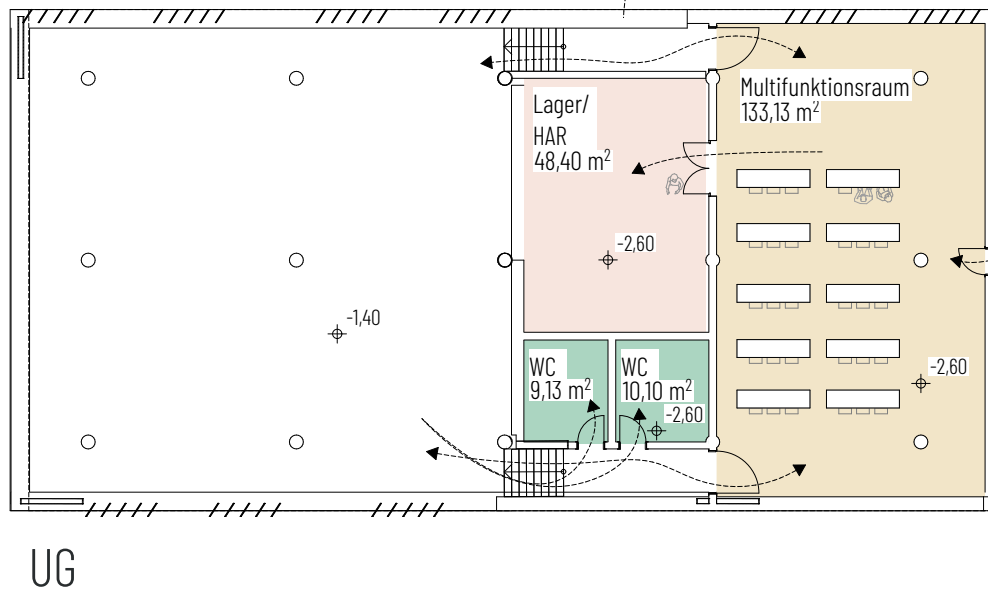 Multifunktionsraum
133,13 m²
Lager/
HAR
48,40 m²
-2,60
-1,40
WC
9,13 m²
WC
10,10 m²
-2,60
-2,60
UG